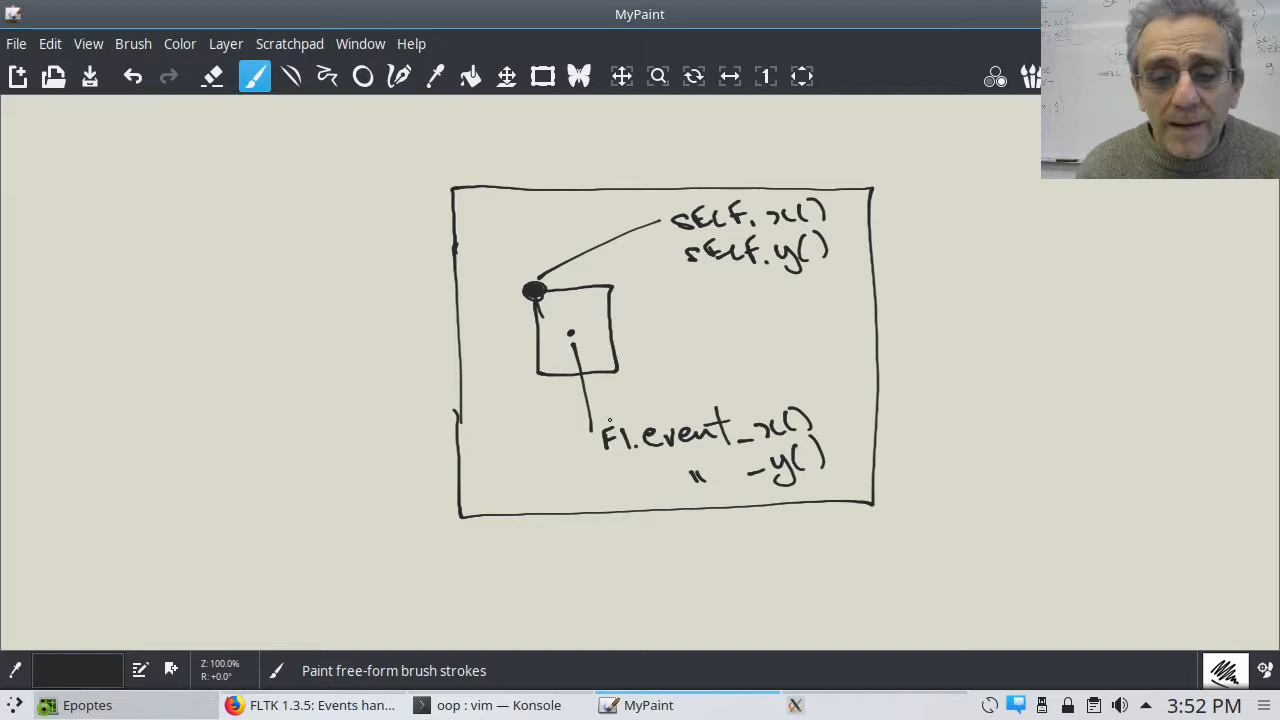 MyPaint
File Edit View Brush Color Layer Scratchpad Window Help
self.x()
self.y()
Fl.event_x()
" _y()
Z: 100.0%
R: +0.0°
Paint free-form brush strokes
Epoptes
FLTK 1.3.5: Events han...
oop : vim — Konsole
MyPaint
3:52 PM